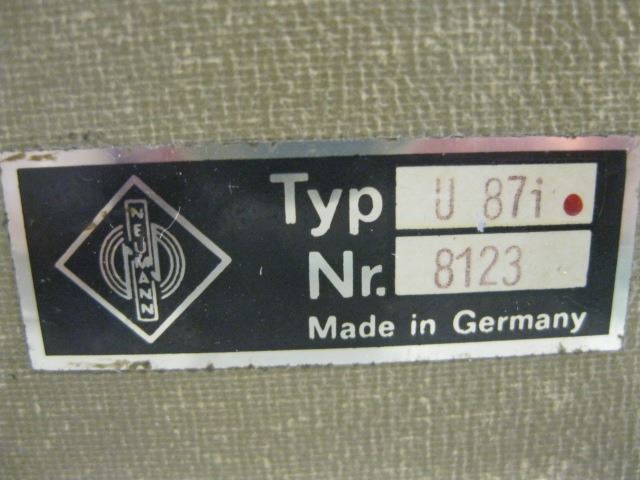 NEUMANN
Typ U 87i
Nr. 8123
Made in Germany